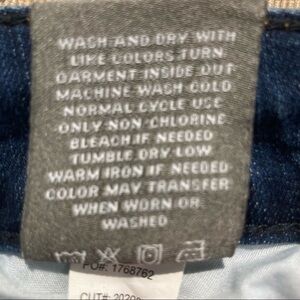 WASH AND DRY WITH
LIKE COLORS TURN
GARMENT INSIDE OUT
MACHINE WASH COLD
NORMAL CYCLE USE
ONLY NON-CHLORINE
BLEACH.IF NEEDED
TUMBLE DRY LOW
WARM IRON IF NEEDED
COLOR MAY TRANSFER
WHEN WORN OR
WASHED
PO#: 1768762
CUT#: